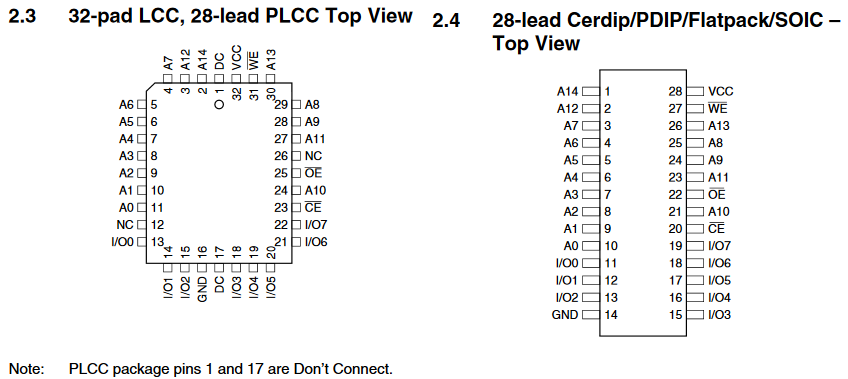 2.3 32-pad LCC, 28-lead PLCC Top View
A7 A12 A14 DC VCC WE A13
4 3 2 1 32 31 30
A6 5 29 A8
A5 6 28 A9
A4 7 27 A11
A3 8 26 NC
A2 9 25 OE
A1 10 24 A10
A0 11 23 CE
NC 12 22 I/O7
I/O0 13 21 I/O6
14 15 16 17 18 19 20
I/O1 I/O2 GND DC I/O3 I/O4 I/O5
2.4 28-lead Cerdip/PDIP/Flatpack/SOIC –
Top View
A14 1 28 VCC
A12 2 27 WE
A7 3 26 A13
A6 4 25 A8
A5 5 24 A9
A4 6 23 A11
A3 7 22 OE
A2 8 21 A10
A1 9 20 CE
A0 10 19 I/O7
I/O0 11 18 I/O6
I/O1 12 17 I/O5
I/O2 13 16 I/O4
GND 14 15 I/O3
Note: PLCC package pins 1 and 17 are Don't Connect.